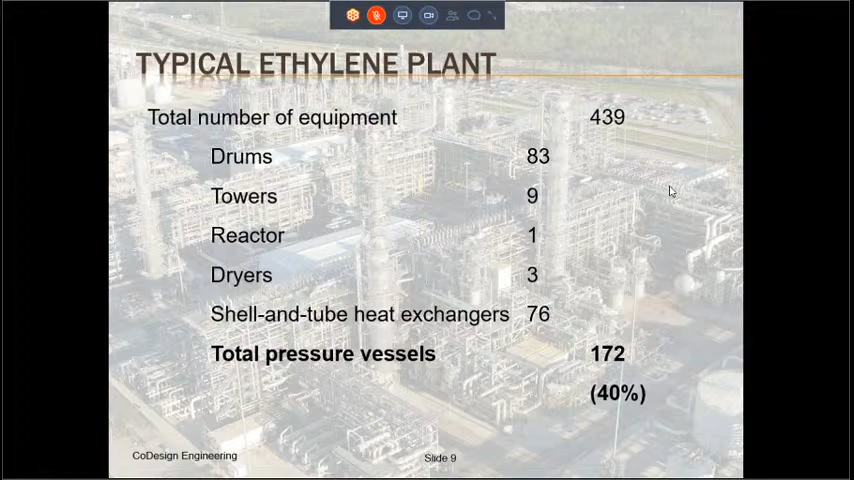 TYPICAL ETHYLENE PLANT
Total number of equipment 439
Drums 83
Towers 9
Reactor 1
Dryers 3
Shell-and-tube heat exchangers 76
Total pressure vessels 172
(40%)
CoDesign Engineering Slide 9